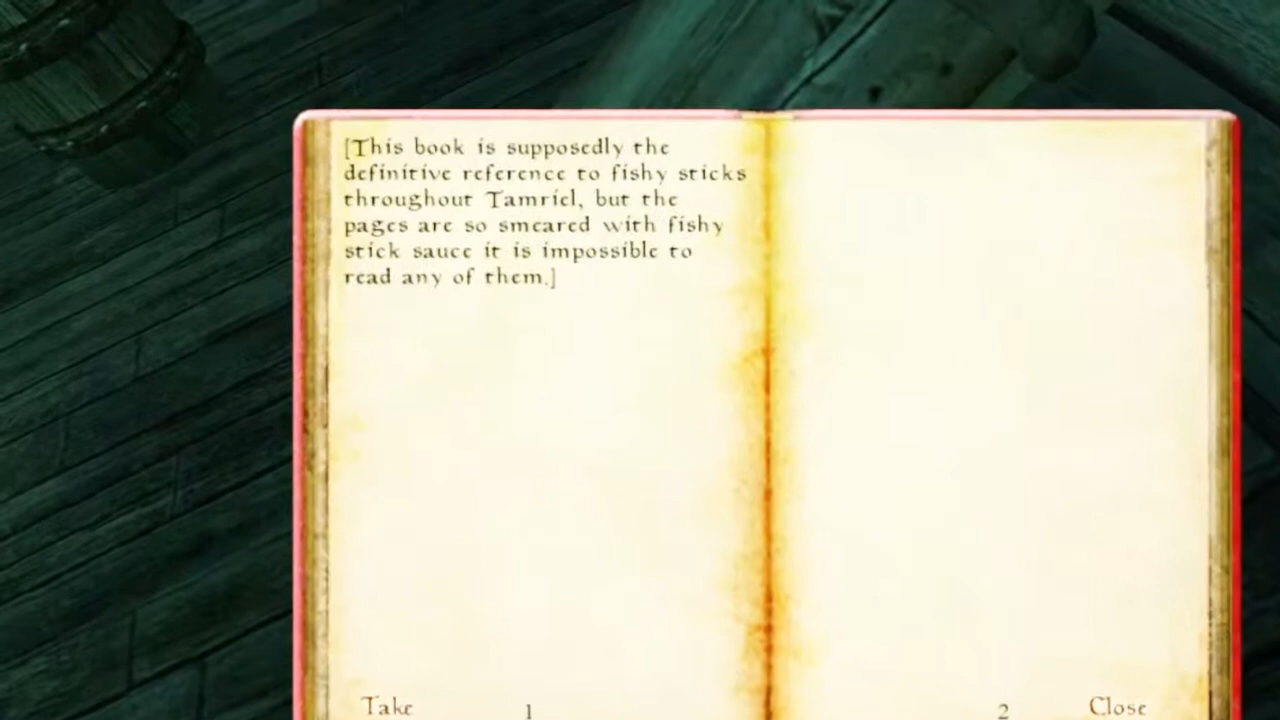 [This book is supposedly the
definitive reference to fishy sticks
throughout Tamriel, but the
pages are so smeared with fishy
stick sauce it is impossible to
read any of them.]
Take 1 2 Close